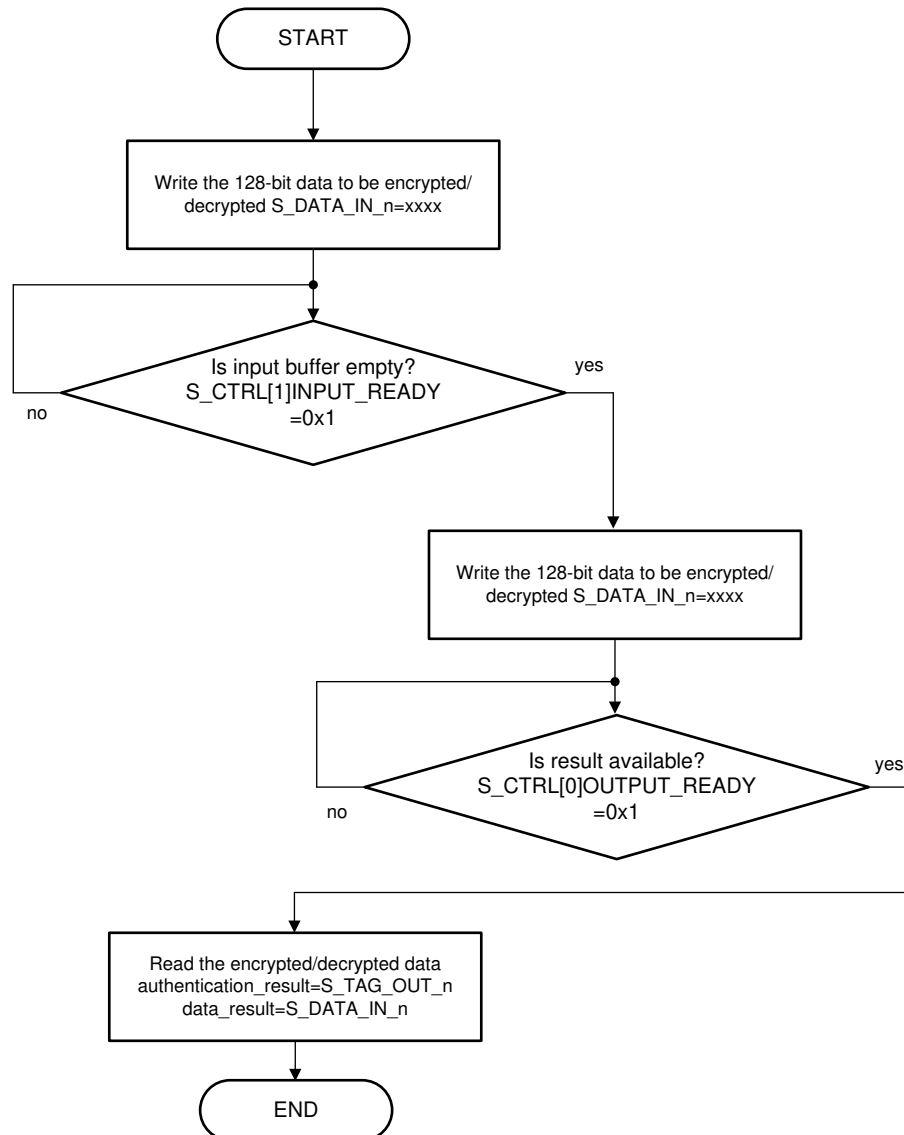 START
Write the 128-bit data to be encrypted/
decrypted S_DATA_IN_n=xxxx
Is input buffer empty?
S_CTRL[1]INPUT_READY
=0x1
yes
no
Write the 128-bit data to be encrypted/
decrypted S_DATA_IN_n=xxxx
Is result available?
S_CTRL[0]OUTPUT_READY
=0x1
yes
no
Read the encrypted/decrypted data
authentication_result=S_TAG_OUT_n
data_result=S_DATA_IN_n
END